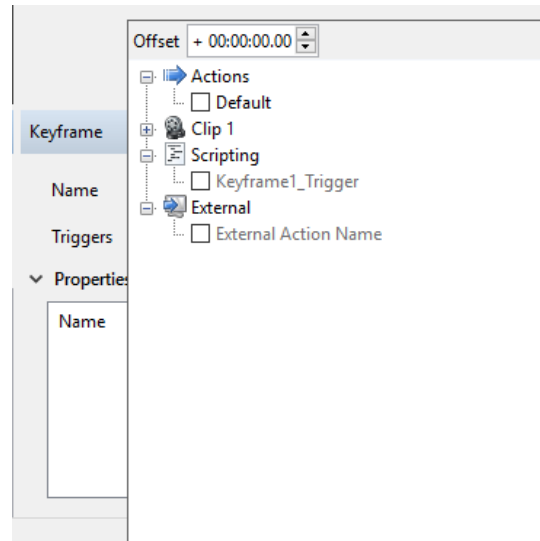 Offset + 00:00:00.00
Actions
Default
Keyframe
Clip 1
Scripting
Name
Keyframe1_Trigger
External
Triggers
External Action Name
Properties
Name